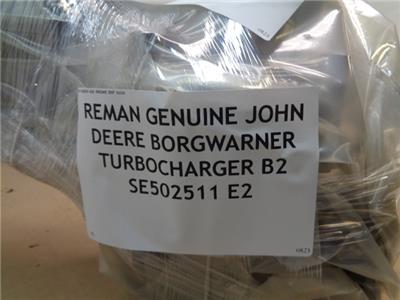 REMAN GENUINE JOHN
DEERE BORGWARNER
TURBOCHARGER B2
SE502511 E2